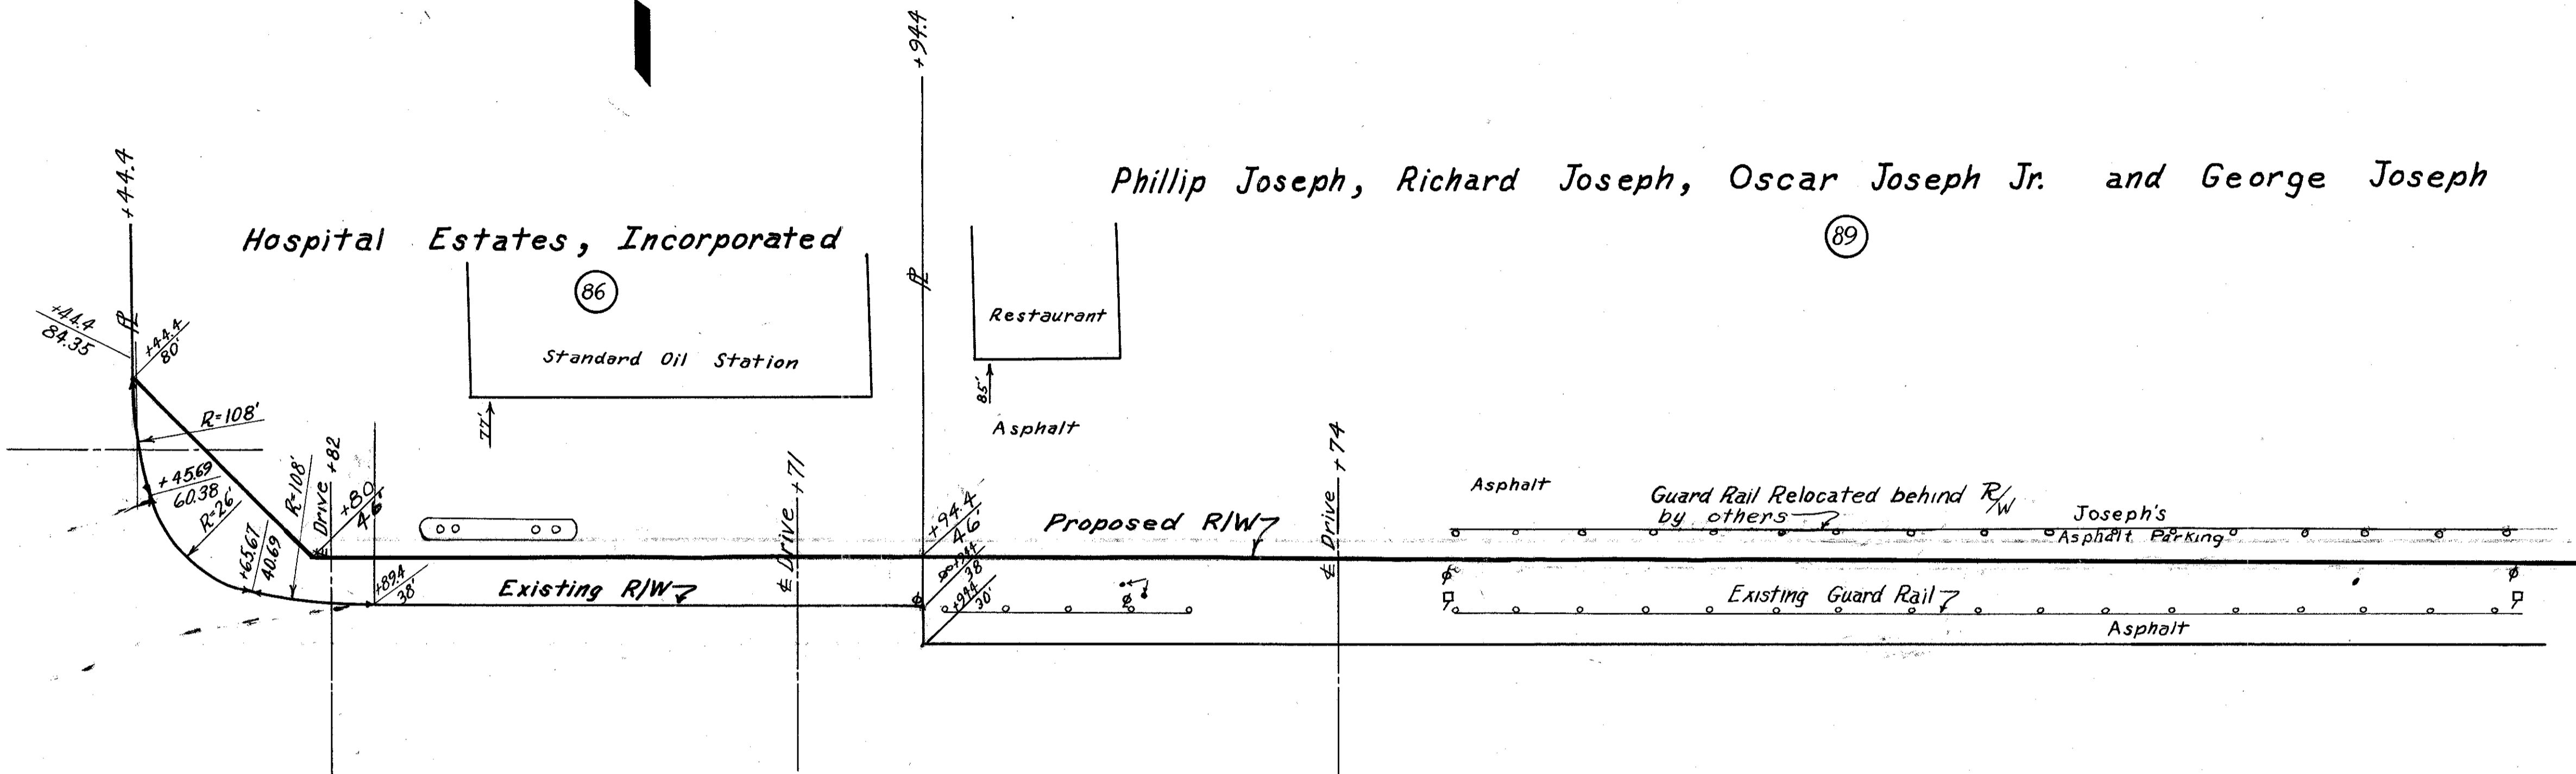 +94.4
+44.4
Phillip Joseph, Richard Joseph, Oscar Joseph Jr. and George Joseph
89
Hospital Estates, Incorporated
86
Restaurant
Standard Oil Station
+44.4
84.35
+44.4
80'
77'
85'
Asphalt
R=108'
+45.69
60.38
R=26'
+65.67
40.69
R=108'
Drive +82
+80
46'
+89.4
38'
Drive +71
Existing R/W
+94.4
46'
38'
+94.4
30'
Proposed R/W
Drive +74
Asphalt
Guard Rail Relocated behind R/W
by others
Joseph's
Asphalt Parking
Existing Guard Rail
Asphalt